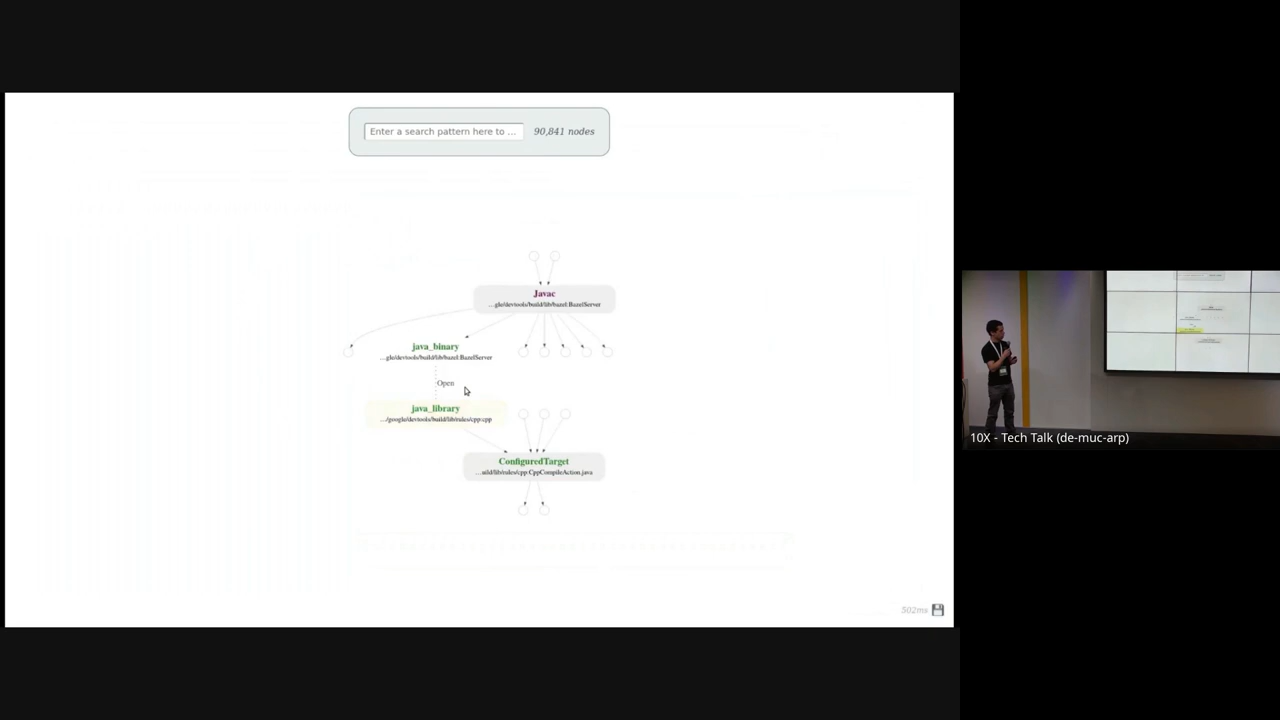 Enter a search pattern here to ...
90,841 nodes
Javac
...gle/devtools/build/lib/bazel:BazelServer
java_binary
...gle/devtools/build/lib/bazel:BazelServer
Open
java_library
.../google/devtools/build/lib/rules/cpp:cpp
ConfiguredTarget
...uild/lib/rules/cpp:CppCompileAction.java
502ms
10X - Tech Talk (de-muc-arp)